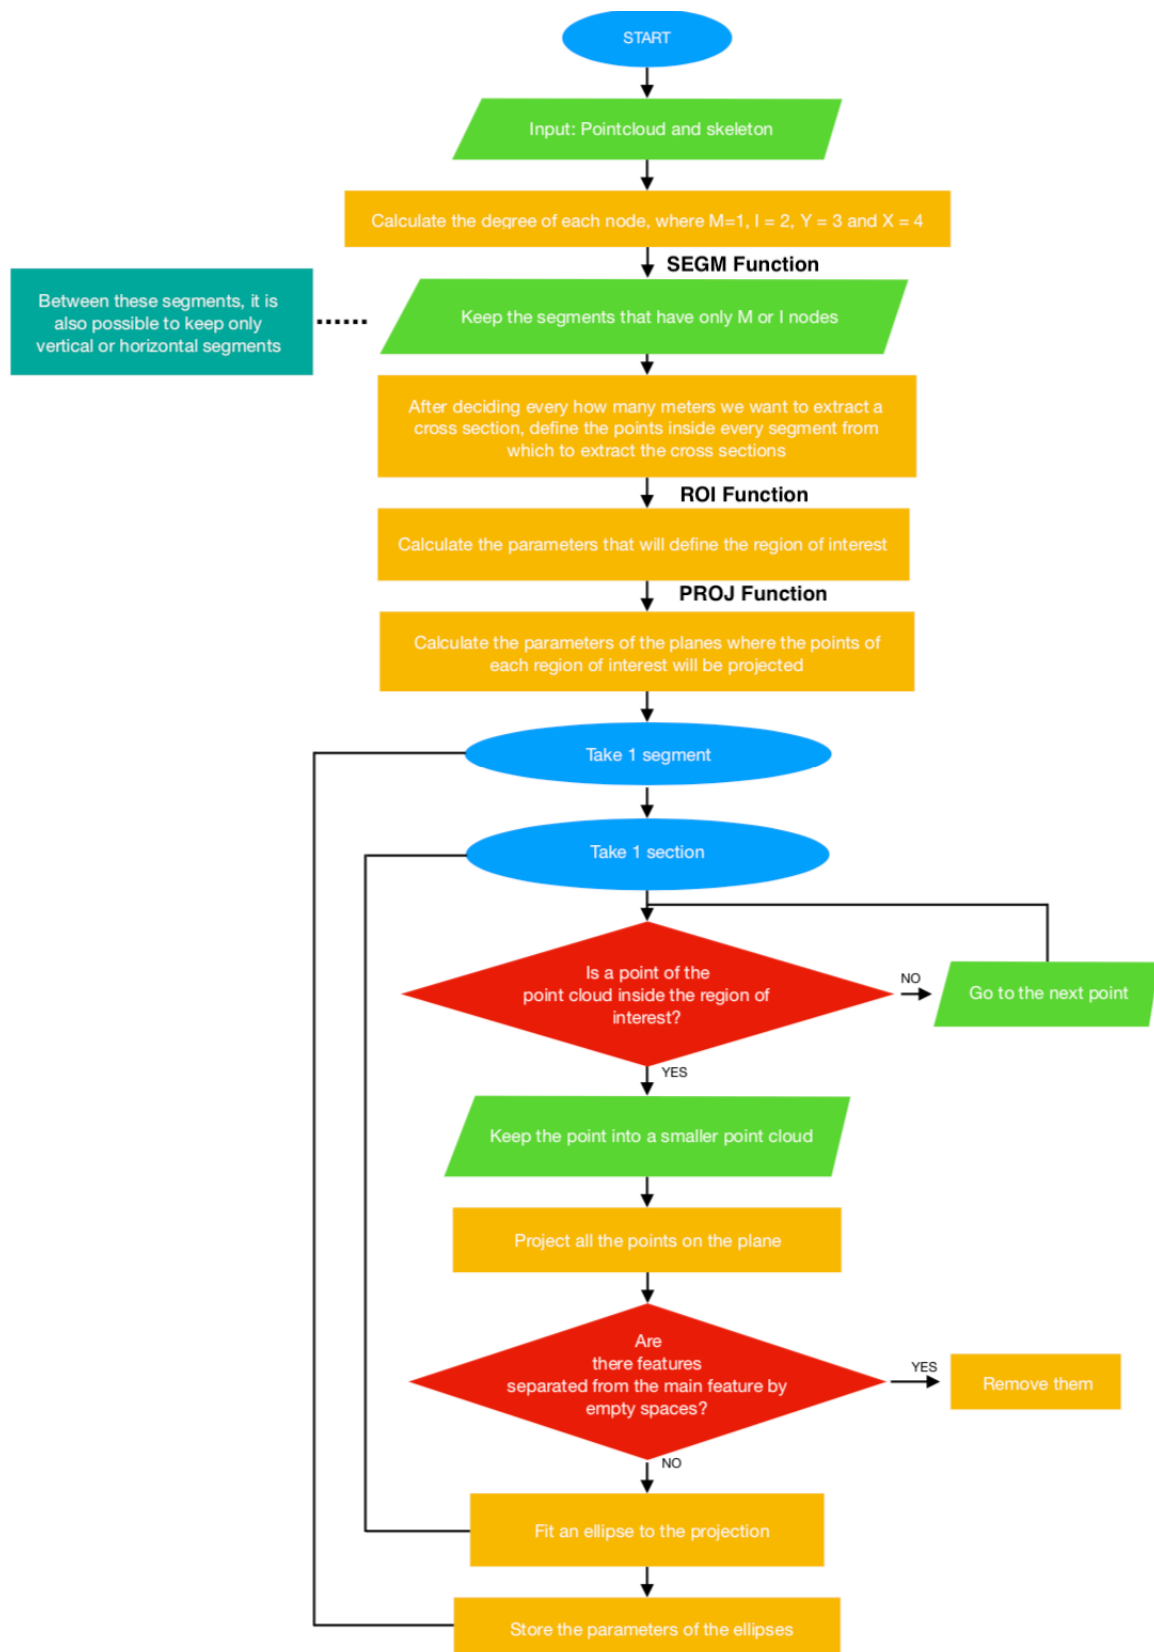 START
Input: Pointcloud and skeleton
Calculate the degree of each node, where M=1, I = 2, Y = 3 and X = 4
SEGM Function
Between these segments, it is
also possible to keep only
vertical or horizontal segments
Keep the segments that have only M or I nodes
After deciding every how many meters we want to extract a
cross section, define the points inside every segment from
which to extract the cross sections
ROI Function
Calculate the parameters that will define the region of interest
PROJ Function
Calculate the parameters of the planes where the points of
each region of interest will be projected
Take 1 segment
Take 1 section
Is a point of the
point cloud inside the region of
interest?
NO
Go to the next point
YES
Keep the point into a smaller point cloud
Project all the points on the plane
Are
there features
separated from the main feature by
empty spaces?
YES
Remove them
NO
Fit an ellipse to the projection
Store the parameters of the ellipses